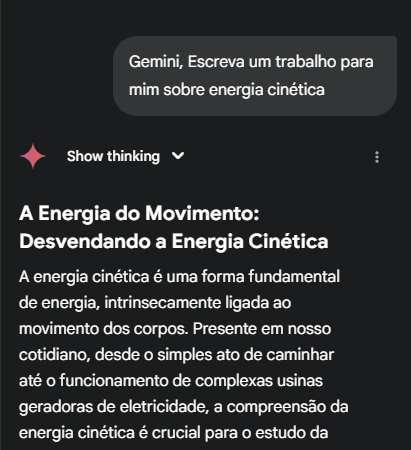 Gemini, Escreva um trabalho para
mim sobre energia cinética
Show thinking
A Energia do Movimento:
Desvendando a Energia Cinética
A energia cinética é uma forma fundamental
de energia, intrinsecamente ligada ao
movimento dos corpos. Presente em nosso
cotidiano, desde o simples ato de caminhar
até o funcionamento de complexas usinas
geradoras de eletricidade, a compreensão da
energia cinética é crucial para o estudo da